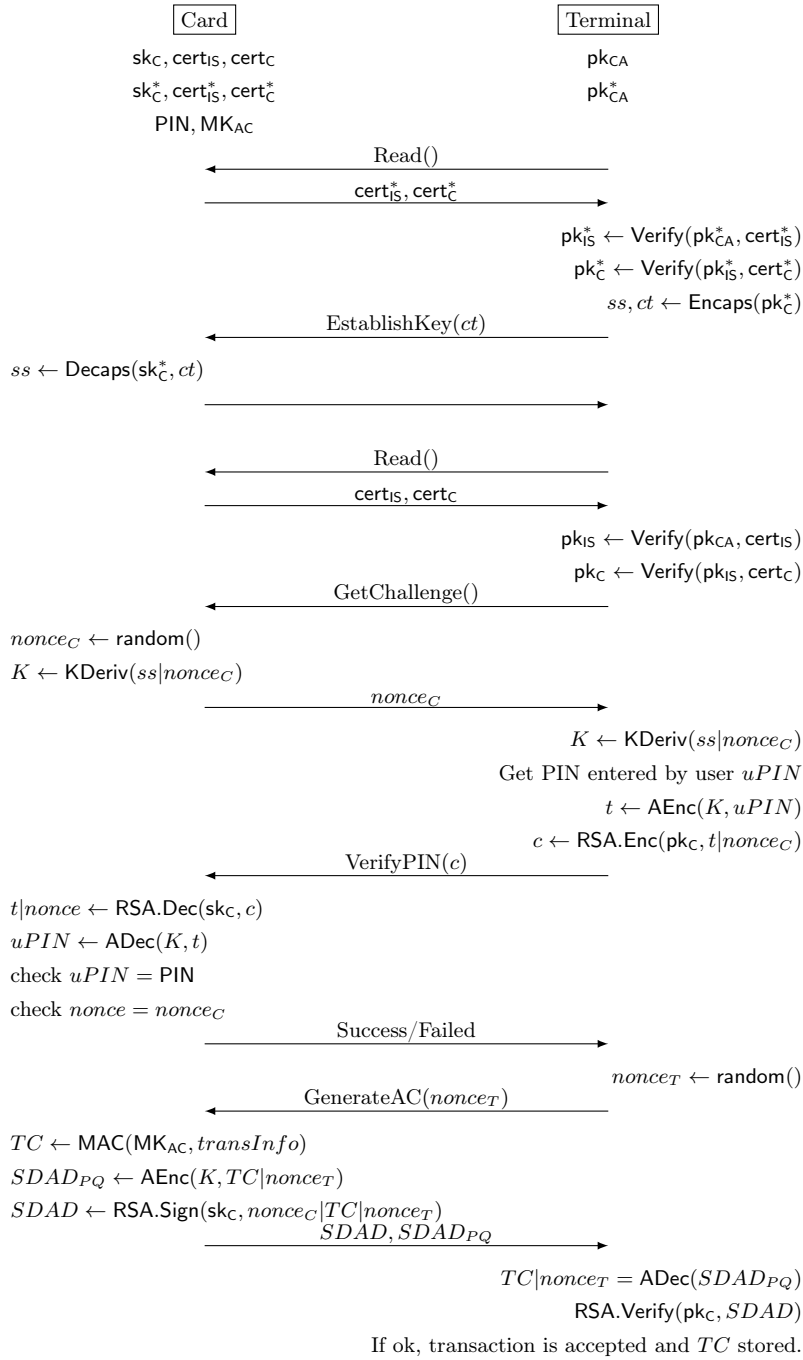 Card Terminal
sk_C, cert_IS, cert_C pk_CA
sk*_C, cert*_IS, cert*_C pk*_CA
PIN, MK_AC
Read()
cert*_IS, cert*_C
pk*_IS ← Verify(pk*_CA, cert*_IS)
pk*_C ← Verify(pk*_IS, cert*_C)
ss, ct ← Encaps(pk*_C)
EstablishKey(ct)
ss ← Decaps(sk*_C, ct)
Read()
cert_IS, cert_C
pk_IS ← Verify(pk_CA, cert_IS)
pk_C ← Verify(pk_IS, cert_C)
GetChallenge()
nonce_C ← random()
K ← KDeriv(ss|nonce_C)
nonce_C
K ← KDeriv(ss|nonce_C)
Get PIN entered by user uPIN
t ← AEnc(K, uPIN)
c ← RSA.Enc(pk_C, t|nonce_C)
VerifyPIN(c)
t|nonce ← RSA.Dec(sk_C, c)
uPIN ← ADec(K, t)
check uPIN = PIN
check nonce = nonce_C
Success/Failed
nonce_T ← random()
GenerateAC(nonce_T)
TC ← MAC(MK_AC, transInfo)
SDAD_PQ ← AEnc(K, TC|nonce_T)
SDAD ← RSA.Sign(sk_C, nonce_C|TC|nonce_T)
SDAD, SDAD_PQ
TC|nonce_T = ADec(SDAD_PQ)
RSA.Verify(pk_C, SDAD)
If ok, transaction is accepted and TC stored.